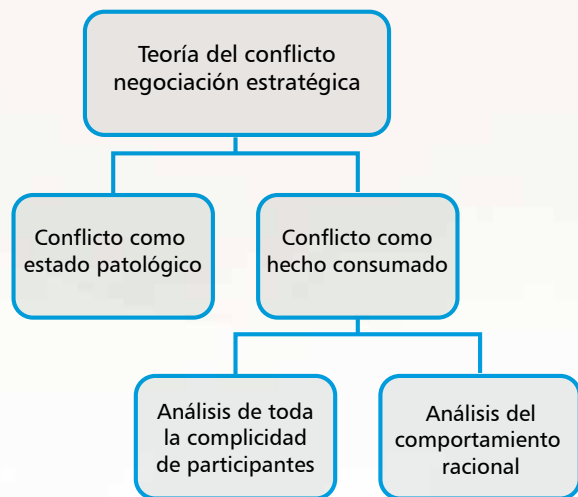 Teoría del conflicto
negociación estratégica
Conflicto como
estado patológico
Conflicto como
hecho consumado
Análisis de toda
la complicidad
de participantes
Análisis del
comportamiento
racional